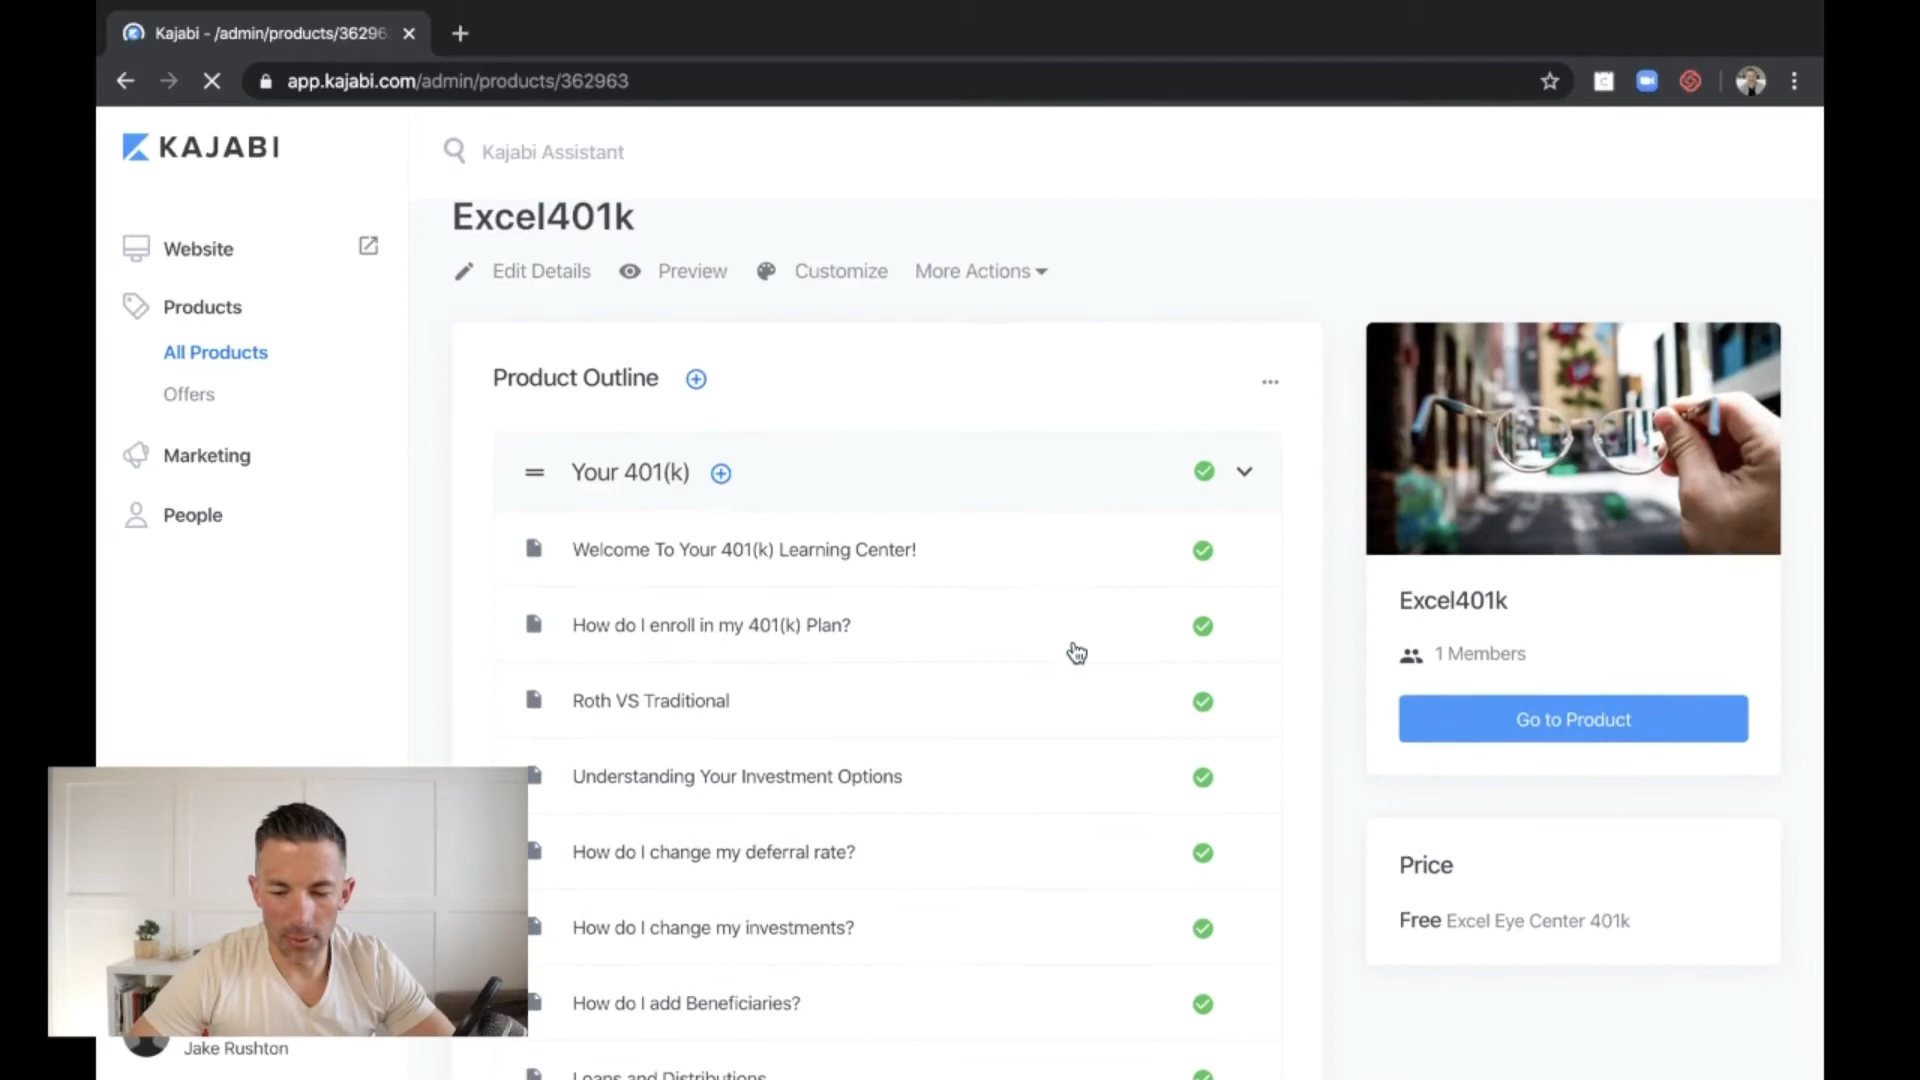 Kajabi - /admin/products/36296
app.kajabi.com/admin/products/362963
KAJABI
Kajabi Assistant
Website
Products
All Products
Offers
Marketing
People
Jake Rushton
Excel401k
Edit Details
Preview
Customize
More Actions
Product Outline
Your 401(k)
Welcome To Your 401(k) Learning Center!
How do I enroll in my 401(k) Plan?
Roth VS Traditional
Understanding Your Investment Options
How do I change my deferral rate?
How do I change my investments?
How do I add Beneficiaries?
Loans and Distributions
Excel401k
1 Members
Go to Product
Price
Free Excel Eye Center 401k